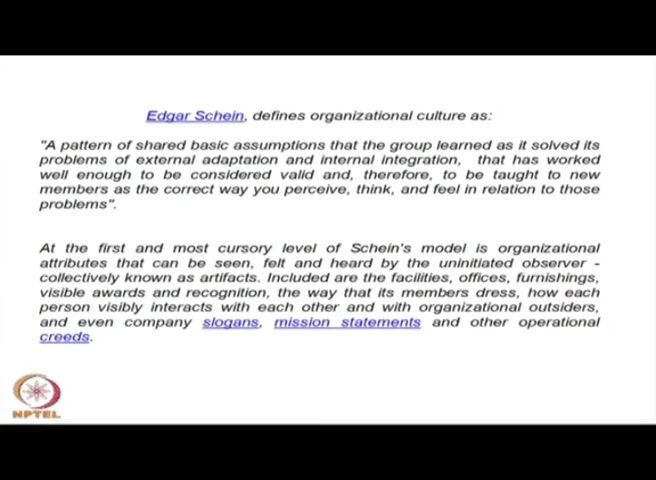 Edgar Schein, defines organizational culture as:
"A pattern of shared basic assumptions that the group learned as it solved its
problems of external adaptation and internal integration, that has worked
well enough to be considered valid and, therefore, to be taught to new
members as the correct way you perceive, think, and feel in relation to those
problems".
At the first and most cursory level of Schein's model is organizational
attributes that can be seen, felt and heard by the uninitiated observer -
collectively known as artifacts. Included are the facilities, offices, furnishings,
visible awards and recognition, the way that its members dress, how each
person visibly interacts with each other and with organizational outsiders,
and even company slogans, mission statements and other operational
creeds.
NPTEL